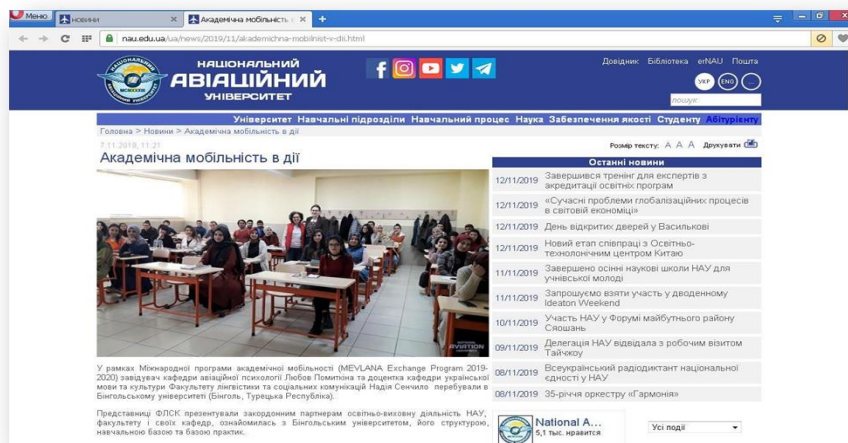 Меню
новини
Академічна мобільність в
nau.edu.ua/ua/news/2019/11/akademichna-mobilnist-v-dii.html
НАЦІОНАЛЬНИЙ
АВІАЦІЙНИЙ
УНІВЕРСИТЕТ
Довідник Бібліотека erNAU Пошта
УКР ENG ...
пошук
Університет Навчальні підрозділи Навчальний процес Наука Забезпечення якості Студенту Абітурієнту
Головна > Новини > Академічна мобільність в дії
7.11.2019, 11:21
Розмір тексту: A A A Друкувати
Академічна мобільність в дії
У рамках Міжнародної програми академічної мобільності (MEVLANA Exchange Program 2019-
2020) завідувач кафедри авіаційної психології Любов Помиткіна та доцентка кафедри української
мови та культури Факультету лінгвістики та соціальних комунікацій Надія Сенчило перебували в
Бінгольському університеті (Бінголь, Турецька Республіка).
Представниці ФЛСК презентували закордонним партнерам освітньо-виховну діяльність НАУ,
факультету і своїх кафедр, ознайомилась з Бінгольським університетом, його структурою,
навчальною базою та базою практик.
Останні новини
12/11/2019 Завершився тренінг для експертів з
акредитації освітніх програм
12/11/2019 «Сучасні проблеми глобалізаційних процесів
в світовій економіці»
12/11/2019 День відкритих дверей у Василькові
12/11/2019 Новий етап співпраці з Освітньо-
технологічним центром Китаю
11/11/2019 Завершено осінні наукові школи НАУ для
учнівської молоді
11/11/2019 Запрошуємо взяти участь у дводенному
Ideaton Weekend
10/11/2019 Участь НАУ у Форумі майбутнього району
Сяошань
09/11/2019 Делегація НАУ відвідала з робочим візитом
Тайчжоу
08/11/2019 Всеукраїнський радіодиктант національної
єдності у НАУ
08/11/2019 35-річчя оркестру «Гармонія»
National A...
5,1 тыс. нравится
Усі події